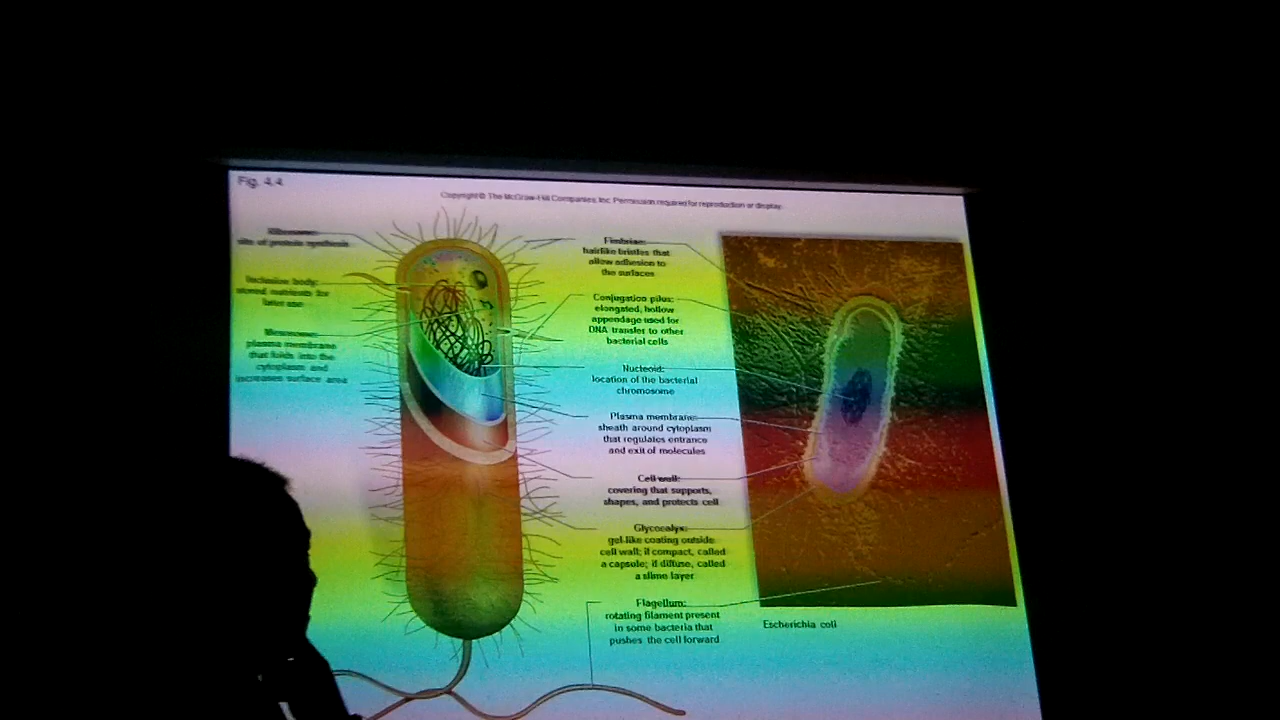 Fig. 4.4
Copyright © The McGraw-Hill Companies, Inc. Permission required for reproduction or display.
Ribosome:
site of protein synthesis
Inclusion body:
stored nutrients for
later use
Mesosome:
plasma membrane
that folds into the
cytoplasm and
increases surface area
Fimbriae:
hairlike bristles that
allow adhesion to
the surfaces
Conjugation pilus:
elongated, hollow
appendage used for
DNA transfer to other
bacterial cells
Nucleoid:
location of the bacterial
chromosome
Plasma membrane:
sheath around cytoplasm
that regulates entrance
and exit of molecules
Cell wall:
covering that supports,
shapes, and protects cell
Glycocalyx:
gel-like coating outside
cell wall; if compact, called
a capsule; if diffuse, called
a slime layer
Flagellum:
rotating filament present
in some bacteria that
pushes the cell forward
Escherichia coli